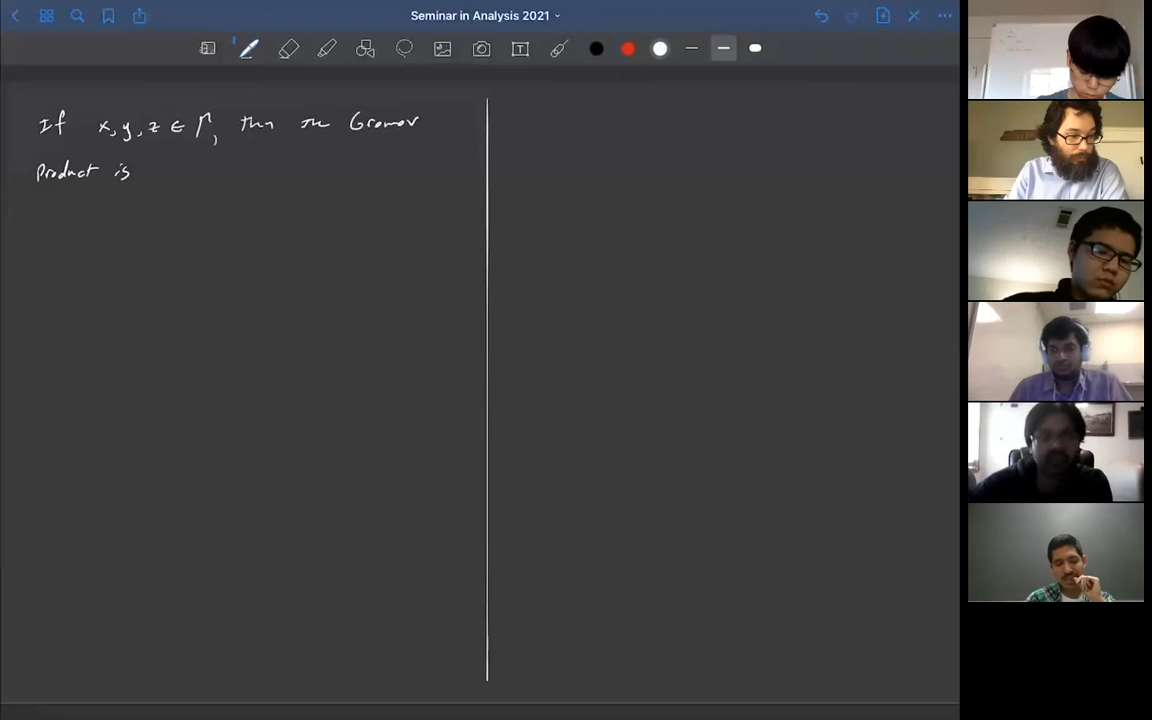 Seminar in Analysis 2021
If x, y, z ∈ Γ, then the Gromov
Product is